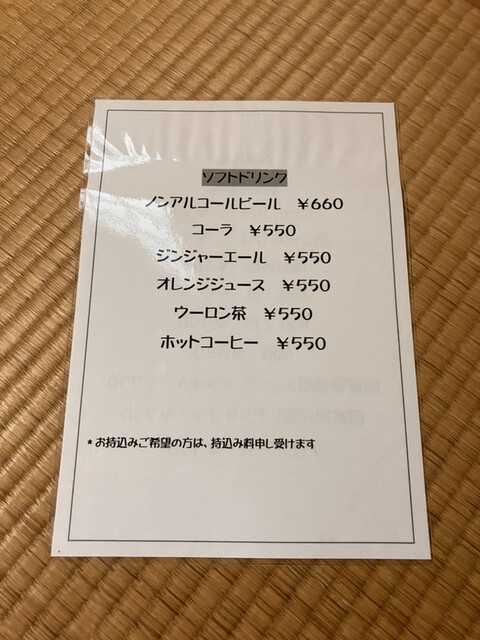 ソフトドリンク
ノンアルコールビール ¥660
コーラ ¥550
ジンジャーエール ¥550
オレンジジュース ¥550
ウーロン茶 ¥550
ホットコーヒー ¥550
*お持込みご希望の方は、持込み料申し受けます